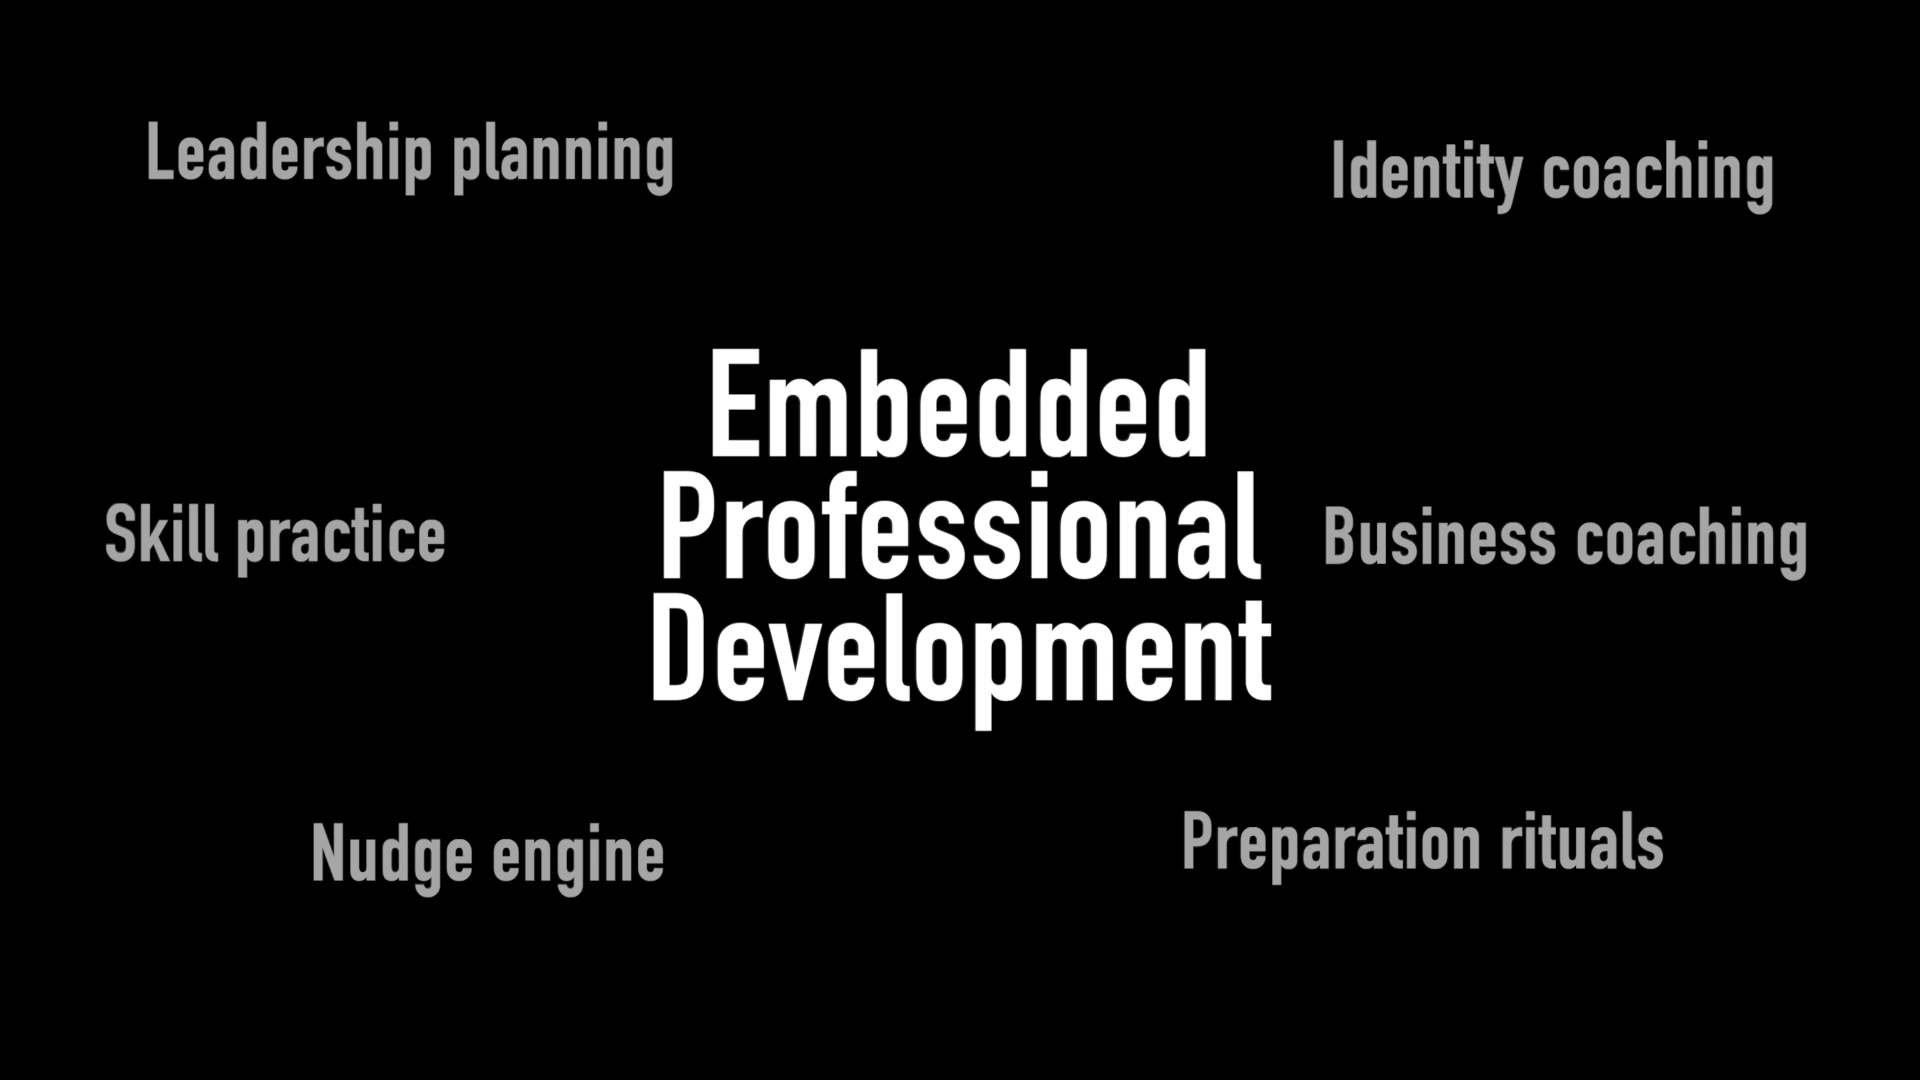 Leadership planning
Identity coaching
Embedded
Professional
Development
Skill practice
Business coaching
Nudge engine
Preparation rituals